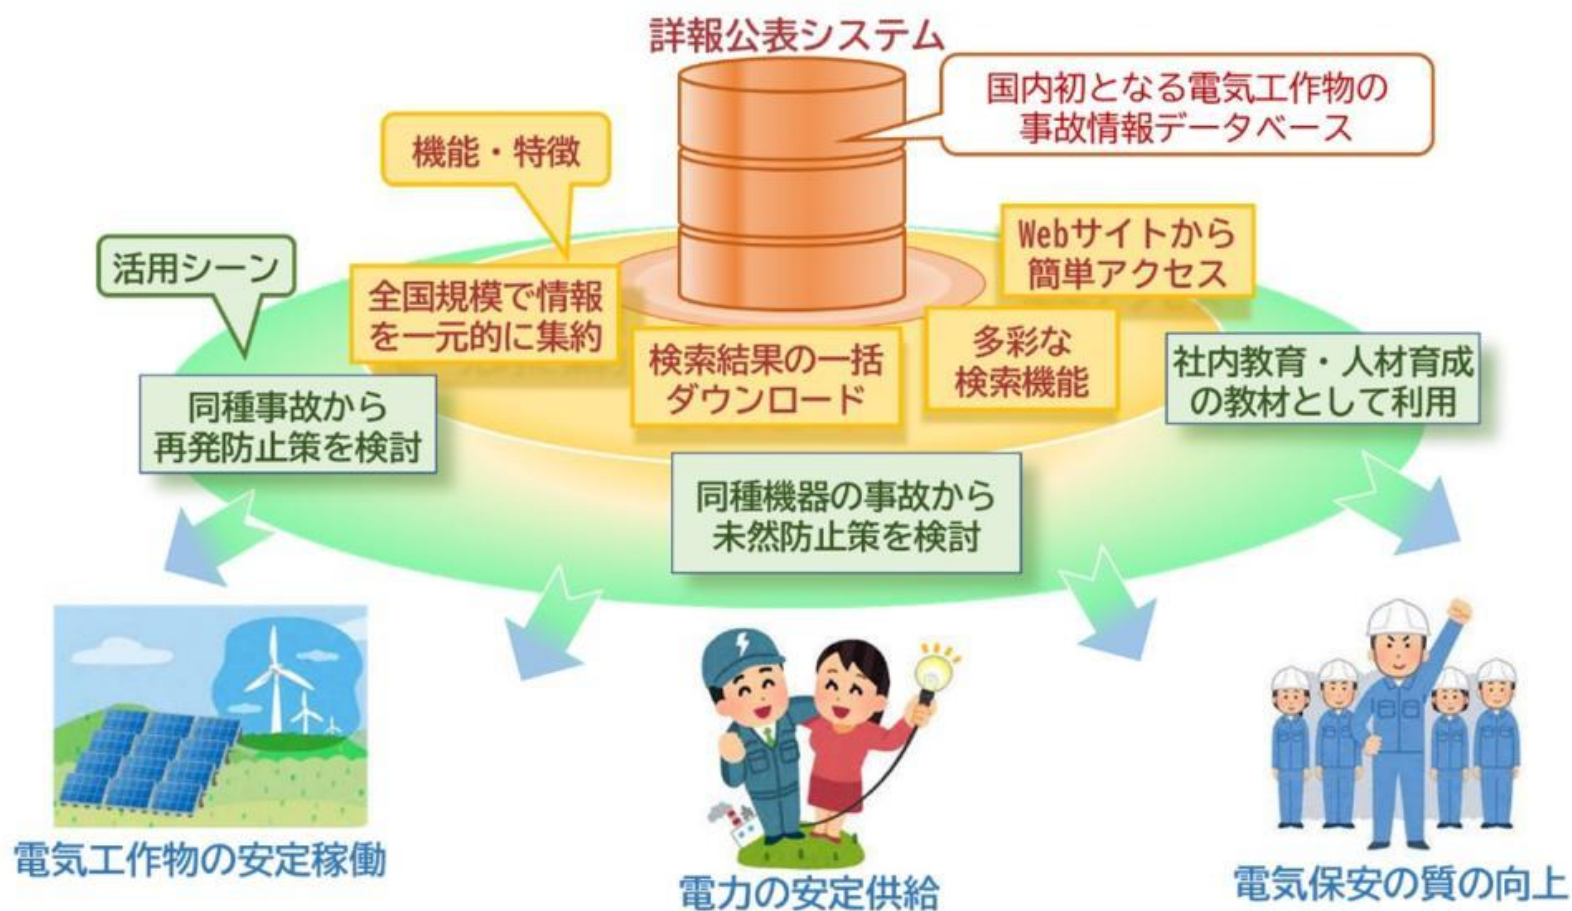 詳報公表システム
国内初となる電気工作物の
事故情報データベース
機能・特徴
活用シーン
全国規模で情報
を一元的に集約
検索結果の一括
ダウンロード
多彩な
検索機能
Webサイトから
簡単アクセス
同種事故から
再発防止策を検討
同種機器の事故から
未然防止策を検討
社内教育・人材育成
の教材として利用
電気工作物の安定稼働
電力の安定供給
電気保安の質の向上